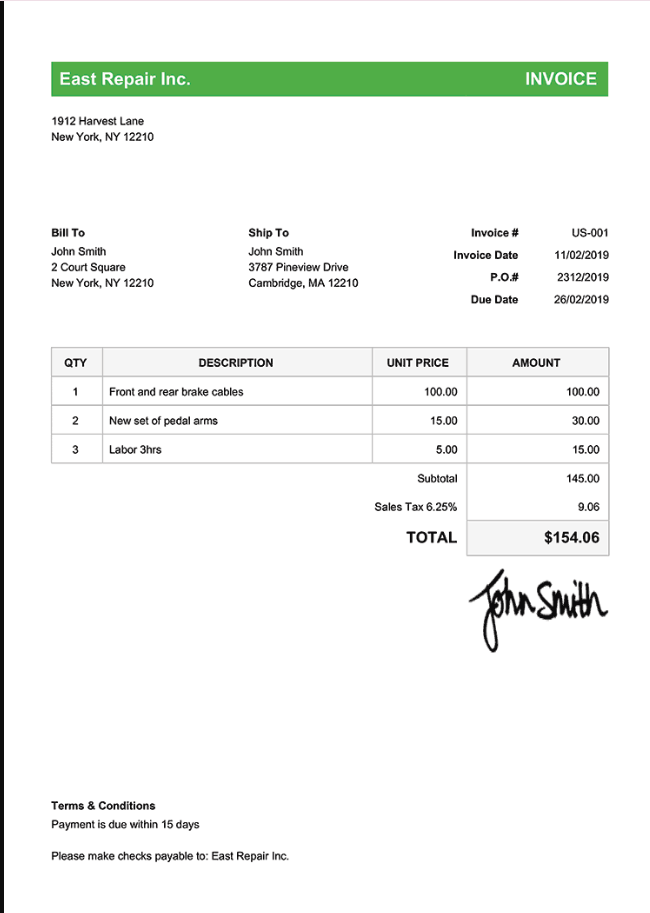 East Repair Inc. INVOICE
1912 Harvest Lane
New York, NY 12210
Bill To
John Smith
2 Court Square
New York, NY 12210
Ship To
John Smith
3787 Pineview Drive
Cambridge, MA 12210
Invoice # US-001
Invoice Date 11/02/2019
P.O.# 2312/2019
Due Date 26/02/2019
QTY DESCRIPTION UNIT PRICE AMOUNT
1 Front and rear brake cables 100.00 100.00
2 New set of pedal arms 15.00 30.00
3 Labor 3hrs 5.00 15.00
Subtotal 145.00
Sales Tax 6.25% 9.06
TOTAL $154.06
John Smith
Terms & Conditions
Payment is due within 15 days
Please make checks payable to: East Repair Inc.